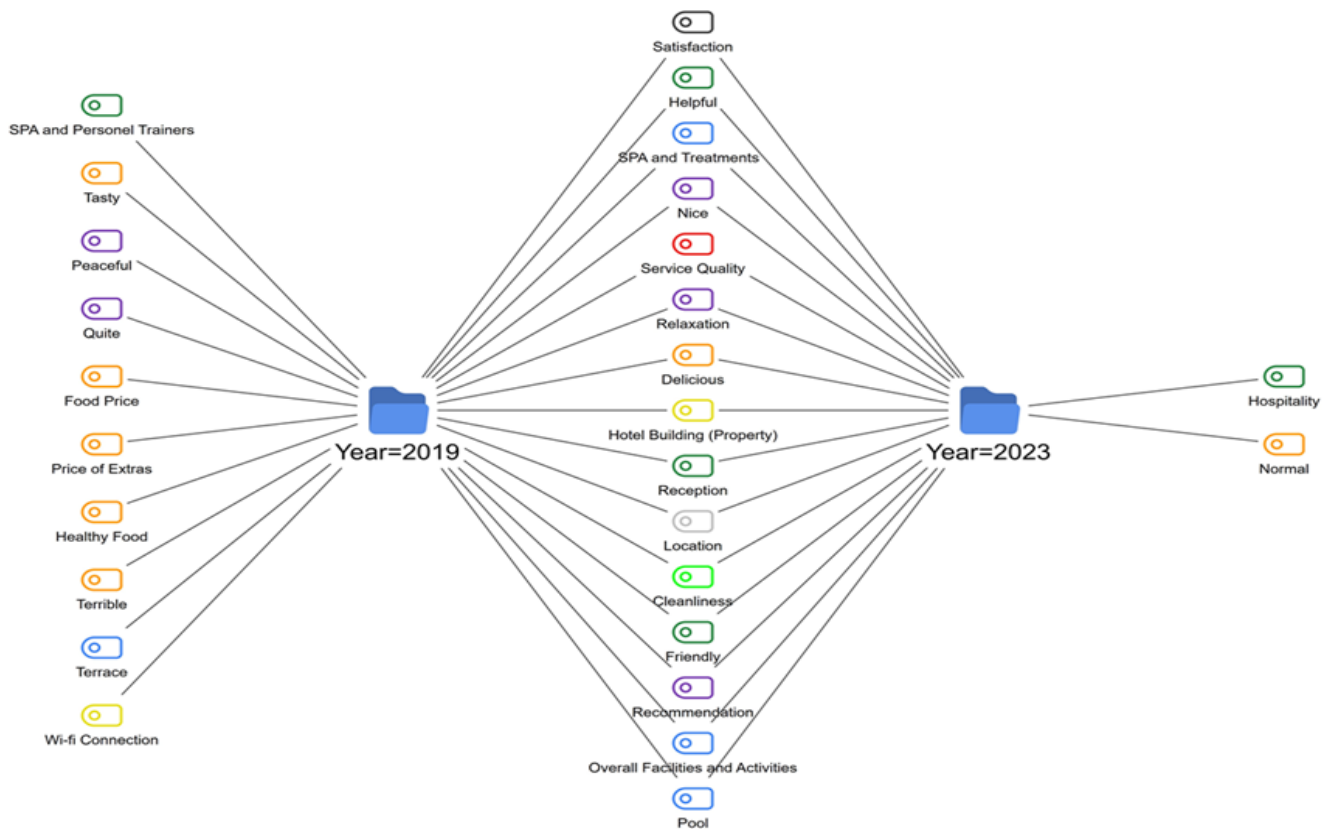 SPA and Personel Trainers
Tasty
Peaceful
Quite
Food Price
Price of Extras
Healthy Food
Terrible
Terrace
Wi-fi Connection
Year=2019
Satisfaction
Helpful
SPA and Treatments
Nice
Service Quality
Relaxation
Delicious
Hotel Building (Property)
Reception
Location
Cleanliness
Friendly
Recommendation
Overall Facilities and Activities
Pool
Year=2023
Hospitality
Normal